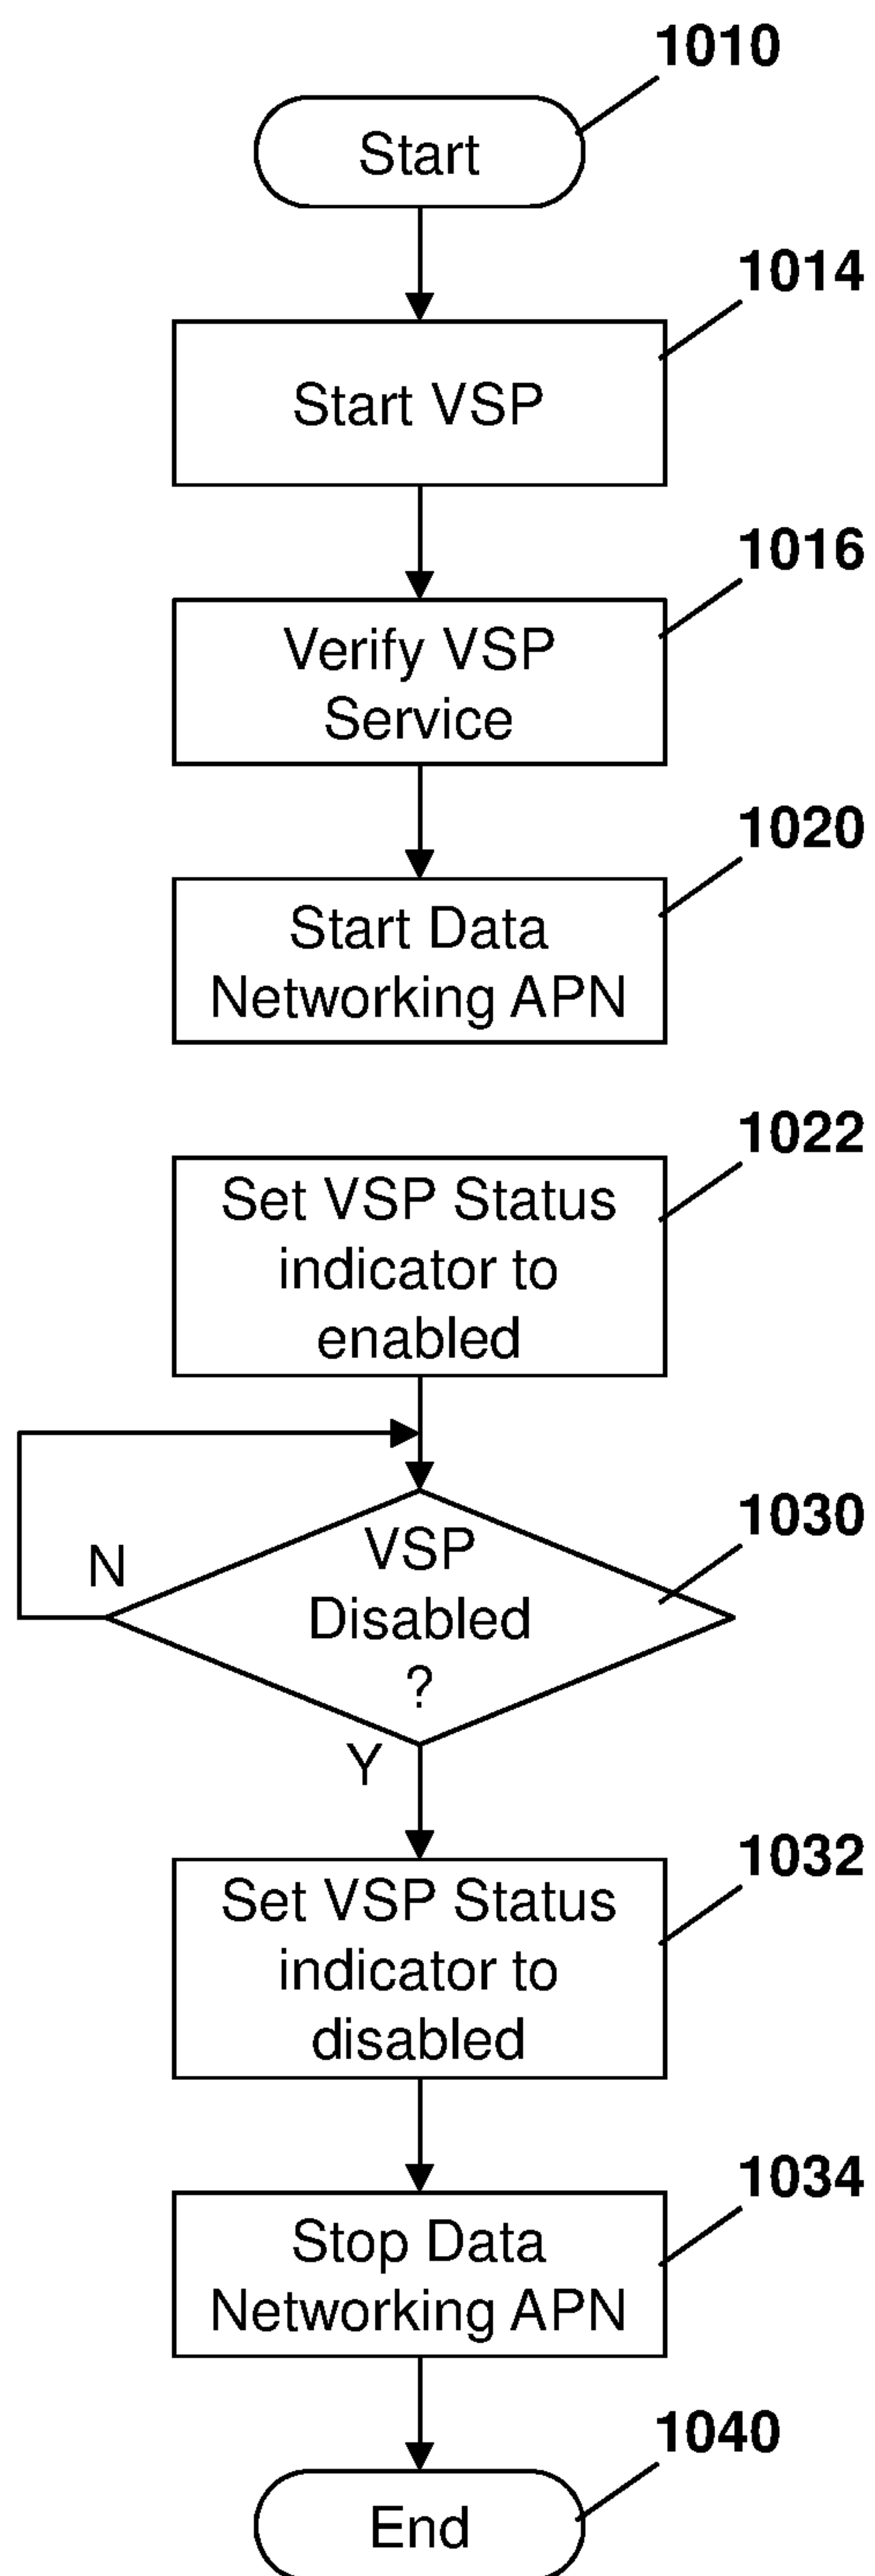 1010
Start
1014
Start VSP
1016
Verify VSP
Service
1020
Start Data
Networking APN
1022
Set VSP Status
indicator to
enabled
1030
VSP
Disabled
?
N
Y
1032
Set VSP Status
indicator to
disabled
1034
Stop Data
Networking APN
1040
End